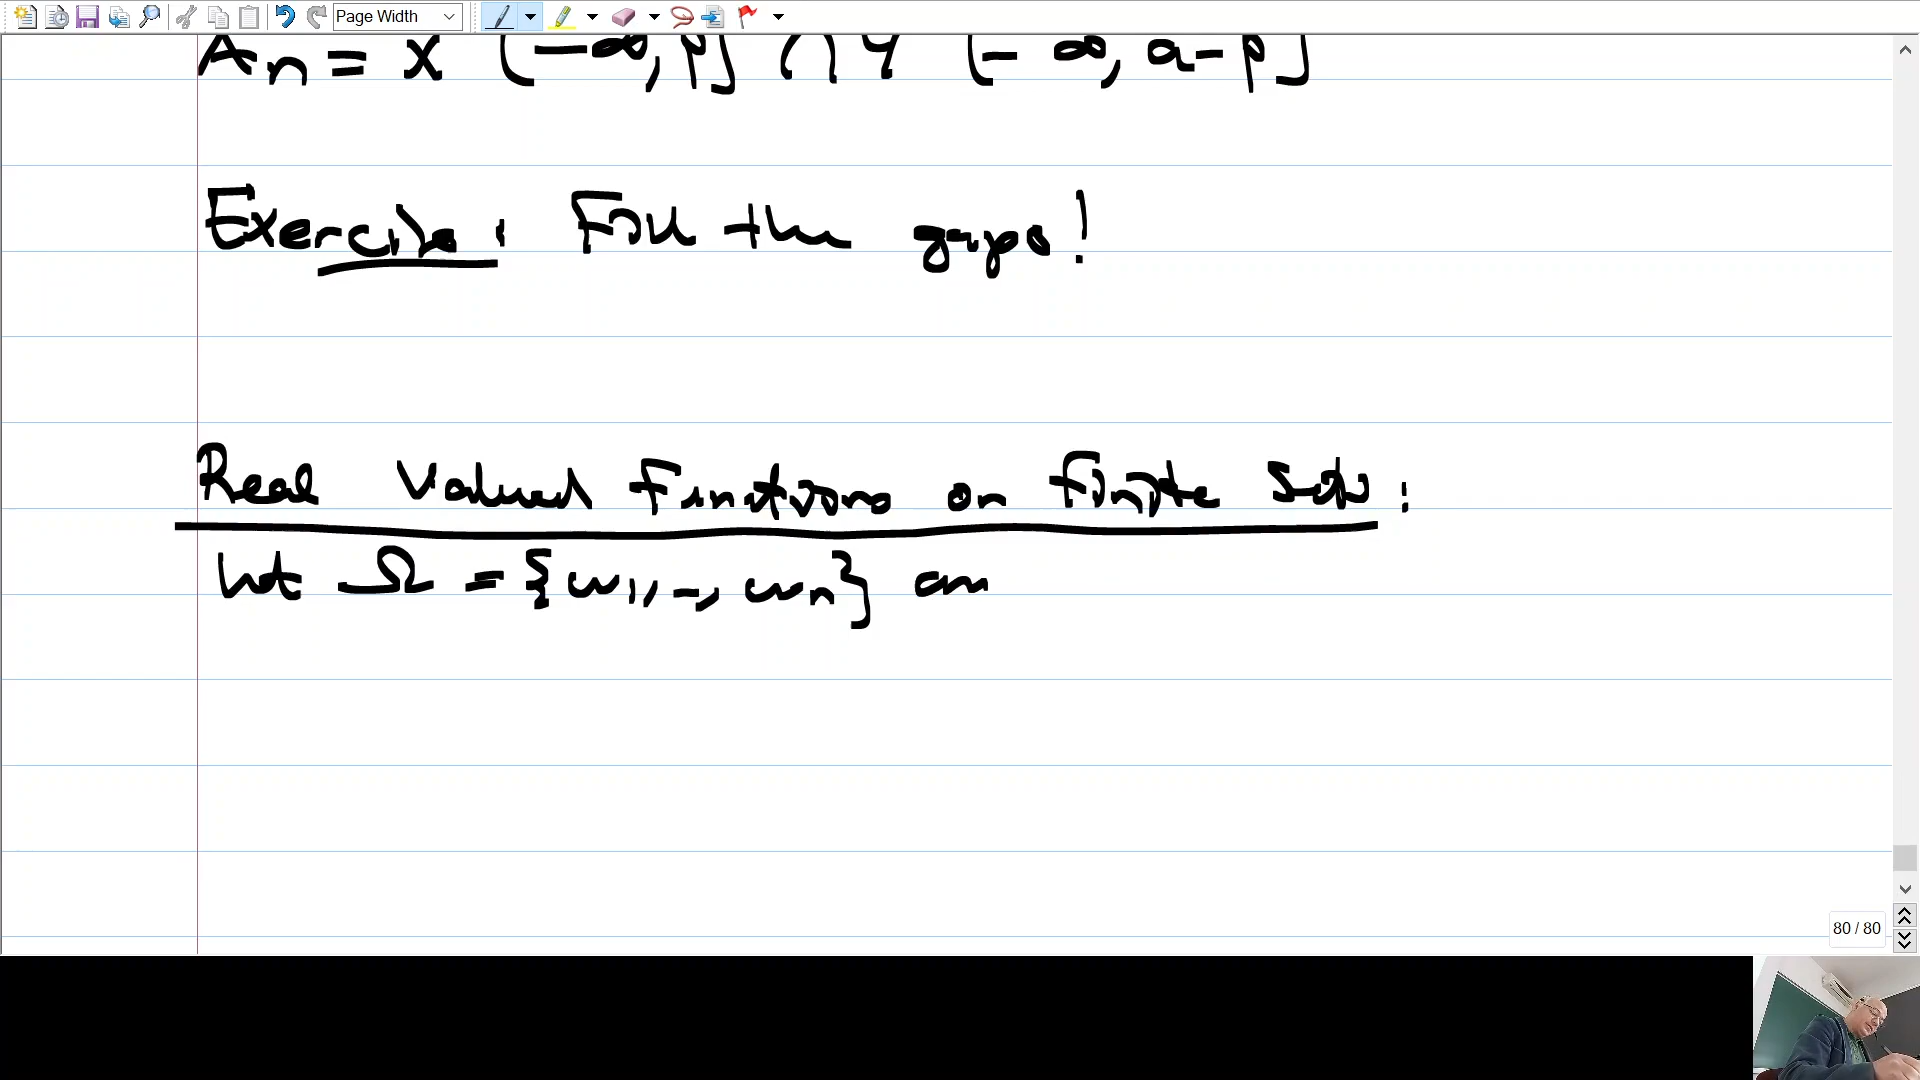 Page Width
An = X (-∞, p] ∩ Y (-∞, a-p]
Exercise: Fill the gaps!
Real Valued Functions on Finite Sets:
Let Ω = {ω1, -, ωn} an
80 / 80